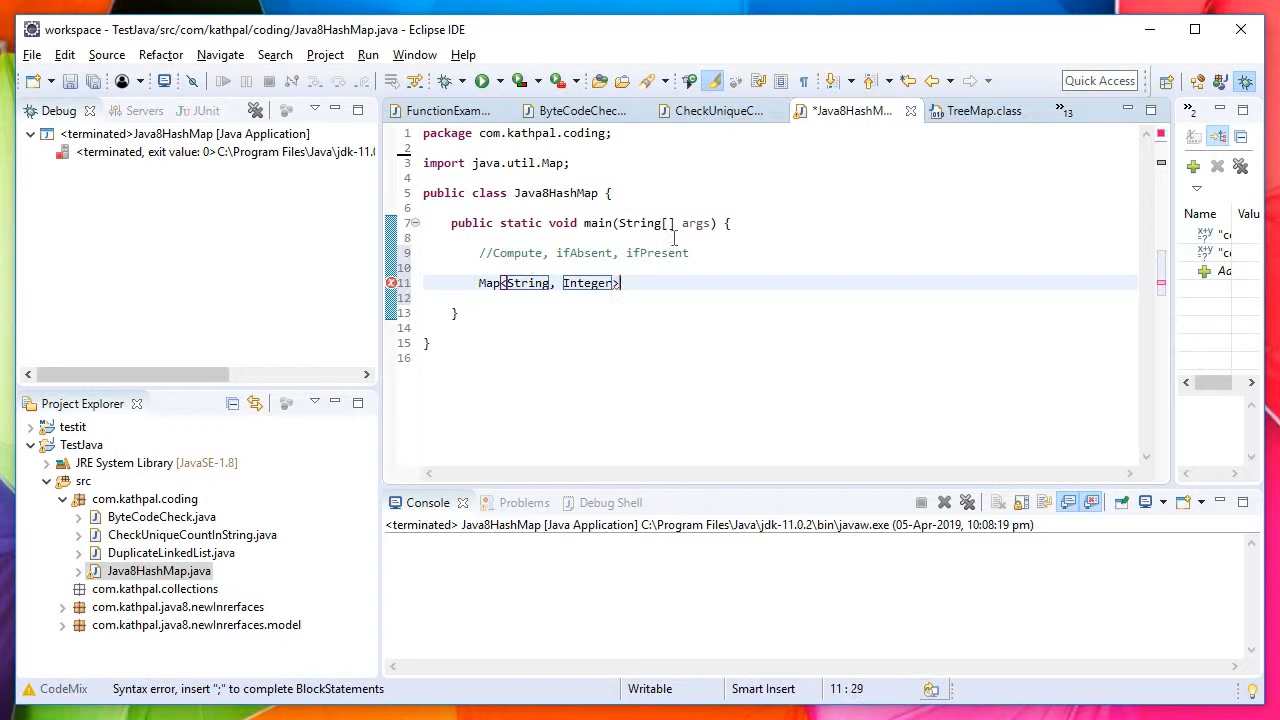 workspace - TestJava/src/com/kathpal/coding/Java8HashMap.java - Eclipse IDE
File Edit Source Refactor Navigate Search Project Run Window Help
Quick Access
Debug Servers JUnit
FunctionExam... ByteCodeChec... CheckUniqueC... *Java8HashM... TreeMap.class »13
»2
<terminated>Java8HashMap [Java Application]
<terminated, exit value: 0>C:\Program Files\Java\jdk-11.0
1 package com.kathpal.coding;
2
3 import java.util.Map;
4
5 public class Java8HashMap {
6
7 public static void main(String[] args) {
8
9 //Compute, ifAbsent, ifPresent
10
11 Map<String, Integer>
12
13 }
14
15 }
16
Name Valu
"c
"c
Ad
Project Explorer
testit
TestJava
JRE System Library [JavaSE-1.8]
src
com.kathpal.coding
ByteCodeCheck.java
CheckUniqueCountInString.java
DuplicateLinkedList.java
Java8HashMap.java
com.kathpal.collections
com.kathpal.java8.newInrerfaces
com.kathpal.java8.newInrerfaces.model
Console Problems Debug Shell
<terminated> Java8HashMap [Java Application] C:\Program Files\Java\jdk-11.0.2\bin\javaw.exe (05-Apr-2019, 10:08:19 pm)
CodeMix Syntax error, insert ";" to complete BlockStatements Writable Smart Insert 11 : 29